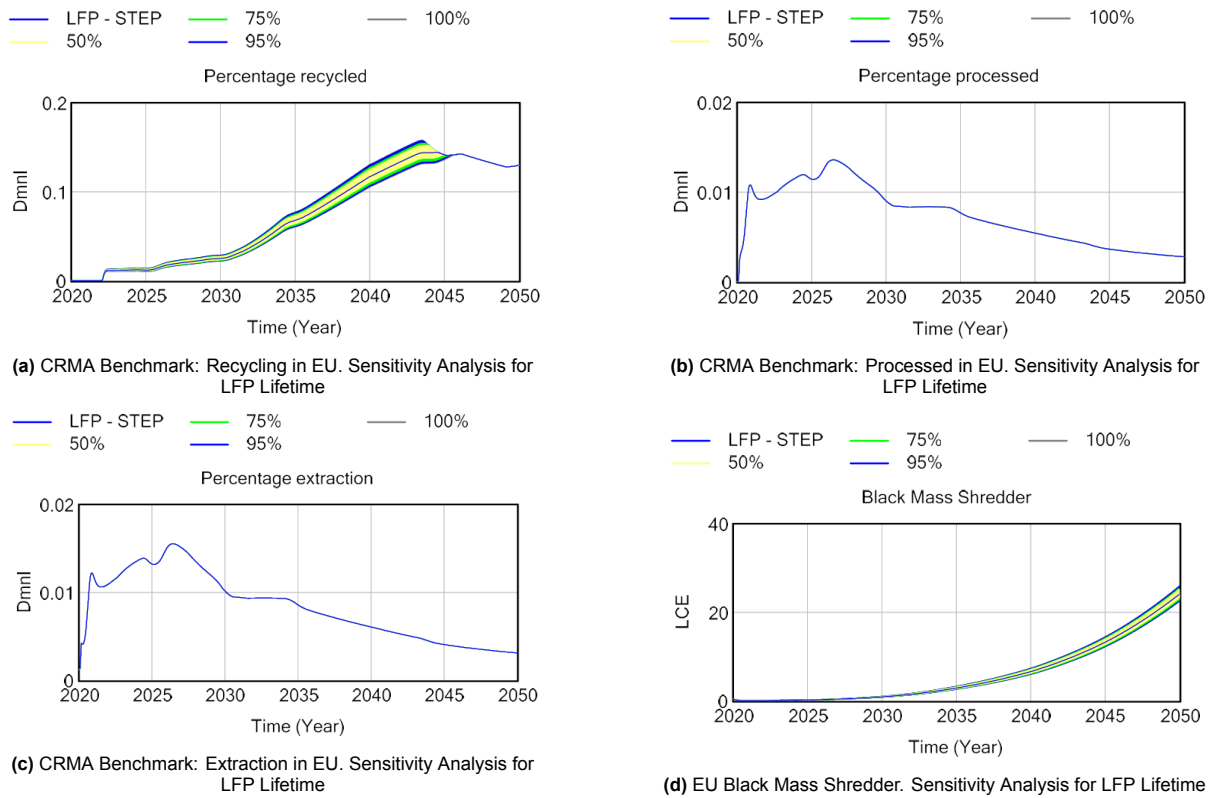 LFP - STEP 75% 100%
50% 95%
Percentage recycled
0.2
0.1
0
Dmnl
2020 2025 2030 2035 2040 2045 2050
Time (Year)
(a) CRMA Benchmark: Recycling in EU. Sensitivity Analysis for
LFP Lifetime
LFP - STEP 75% 100%
50% 95%
Percentage processed
0.02
0.01
0
Dmnl
2020 2025 2030 2035 2040 2045 2050
Time (Year)
(b) CRMA Benchmark: Processed in EU. Sensitivity Analysis for
LFP Lifetime
LFP - STEP 75% 100%
50% 95%
Percentage extraction
0.02
0.01
0
Dmnl
2020 2025 2030 2035 2040 2045 2050
Time (Year)
(c) CRMA Benchmark: Extraction in EU. Sensitivity Analysis for
LFP Lifetime
LFP - STEP 75% 100%
50% 95%
Black Mass Shredder
40
20
0
LCE
2020 2025 2030 2035 2040 2045 2050
Time (Year)
(d) EU Black Mass Shredder. Sensitivity Analysis for LFP Lifetime